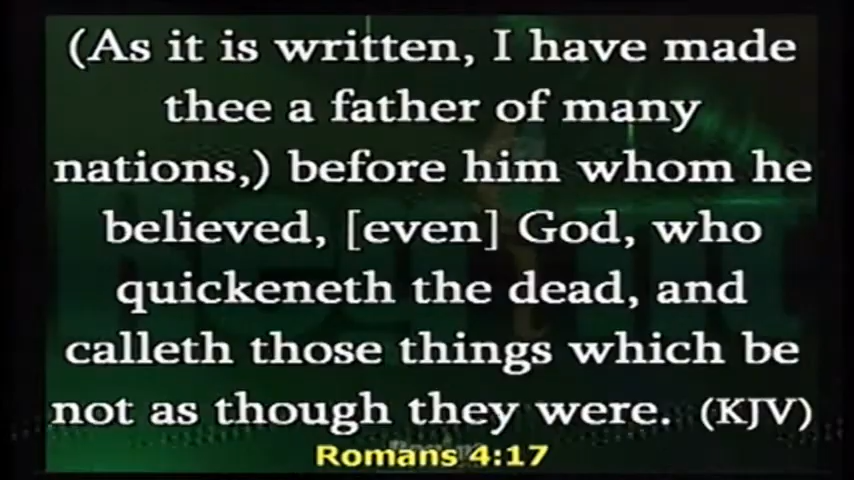 (As it is written, I have made
thee a father of many
nations,) before him whom he
believed, [even] God, who
quickeneth the dead, and
calleth those things which be
not as though they were. (KJV)
Romans 4:17